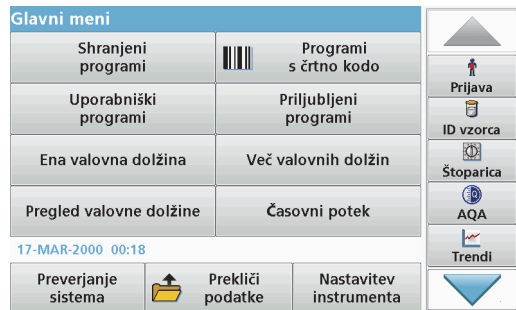 Glavni meni
Shranjeni
programi
Programi
s črtno kodo
Uporabniški
programi
Priljubljeni
programi
Ena valovna dolžina
Več valovnih dolžin
Pregled valovne dolžine
Časovni potek
17-MAR-2000 00:18
Preverjanje
sistema
Prekliči
podatke
Nastavitev
instrumenta
Prijava
ID vzorca
Štoparica
AQA
Trendi